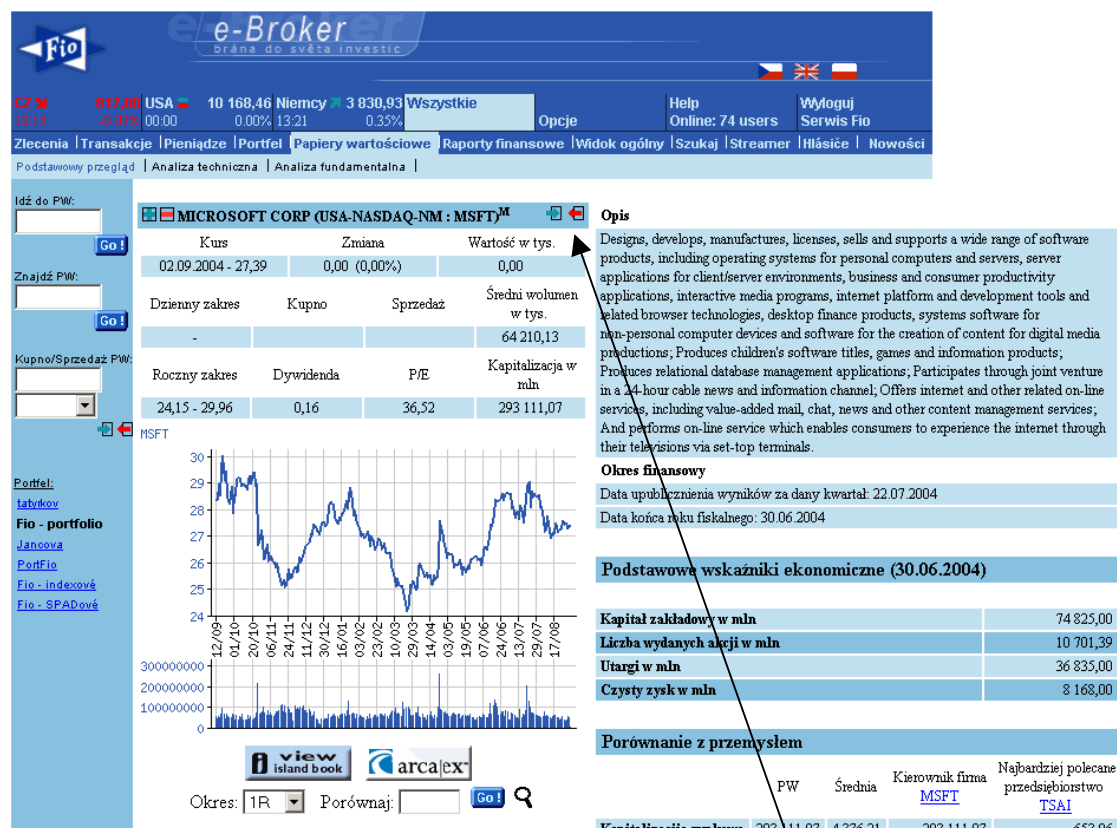 Fio
e-Broker
brána do světa investic
CZ 817,00 USA 10 168,46 Niemcy 3 830,93 Wszystkie Help Wyloguj
13:15 -0.03% 00:00 0.00% 13:21 0.35% Opcje Online: 74 users Serwis Fio
Zlecenia Transakcje Pieniądze Portfel Papiery wartościowe Raporty finansowe Widok ogólny Szukaj Streamer Hlásiče Nowości
Podstawowy przegląd Analiza techniczna Analiza fundamentalna
Idź do PW:
Go !
Znajdź PW:
Go !
Kupno/Sprzedaż PW:
Portfel:
tatyrkov
Fio - portfolio
Jancova
PortFio
Fio - indexové
Fio - SPADové
MICROSOFT CORP (USA-NASDAQ-NM : MSFT)M
Kurs Zmiana Wartość w tys.
02.09.2004 - 27,39 0,00 (0,00%) 0,00
Dzienny zakres Kupno Sprzedaż Średni wolumen w tys.
- 64 210,13
Roczny zakres Dywidenda P/E Kapitalizacja w mln
24,15 - 29,96 0,16 36,52 293 111,07
MSFT
30
29
28
27
26
25
24
12/09 01/10 20/10 06/11 24/11 11/12 29/12 16/01 03/02 23/02 10/03 29/03 14/04 03/05 19/05 07/06 24/06 13/07 29/07 17/08
300000000
200000000
100000000
0
view island book
arca|ex
Okres: 1R Porównaj: Go !
Opis
Designs, develops, manufactures, licenses, sells and supports a wide range of software
products, including operating systems for personal computers and servers, server
applications for client/server environments, business and consumer productivity
applications, interactive media programs, internet platform and development tools and
related browser technologies, desktop finance products, systems software for
non-personal computer devices and software for the creation of content for digital media
productions; Produces children's software titles, games and information products;
Produces relational database management applications; Participates through joint venture
in a 24-hour cable news and information channel; Offers internet and other related on-line
services, including value-added mail, chat, news and other content management services;
And performs on-line service which enables consumers to experience the internet through
their televisions via set-top terminals.
Okres finansowy
Data upublicznienia wyników za dany kwartał: 22.07.2004
Data końca roku fiskalnego: 30.06.2004
Podstawowe wskaźniki ekonomiczne (30.06.2004)
Kapitał zakładowy w mln 74 825,00
Liczba wydanych akcji w mln 10 701,39
Utargi w mln 36 835,00
Czysty zysk w mln 8 168,00
Porównanie z przemysłem
PW Średnia Kierownik firma MSFT Najbardziej polecane przedsiębiorstwo TSAI
Kapitalizacja rynkowa 293 111,07 4 376,21 293 111,07 653,96